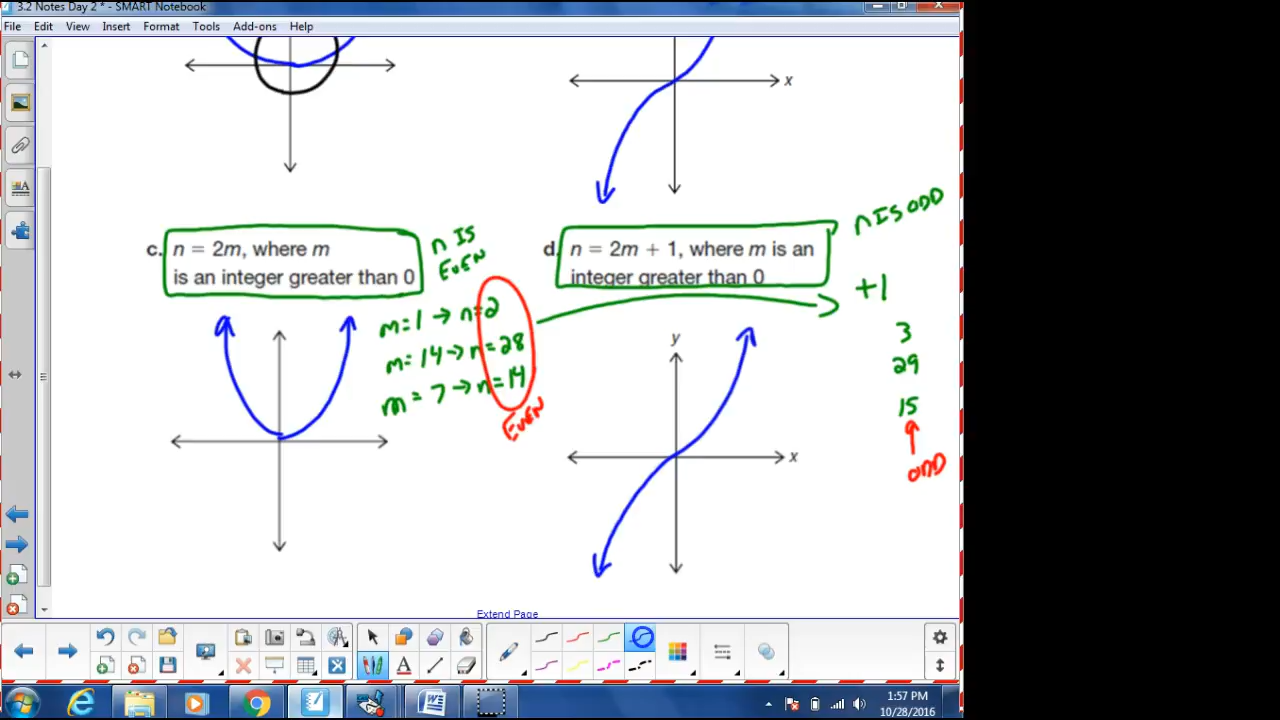 3.2 Notes Day 2 * - SMART Notebook
File Edit View Insert Format Tools Add-ons Help
x
c. n = 2m, where m
is an integer greater than 0
n IS
EVEN
d. n = 2m + 1, where m is an
integer greater than 0
n IS ODD
+1
m=1 → n=2
m=14 → n=28
m=7 → n=14
EVEN
3
29
15
ODD
y
x
Extend Page
1:57 PM
10/28/2016